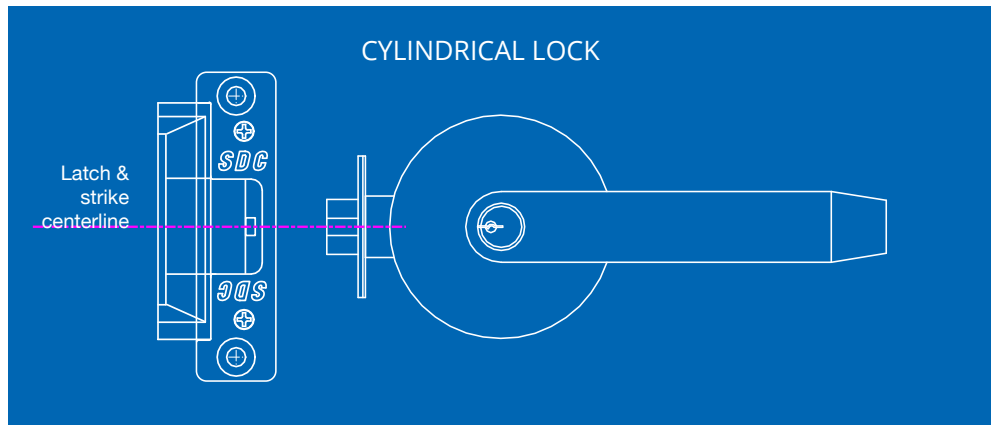 CYLINDRICAL LOCK
SDC
Latch &
strike
centerline
SDC